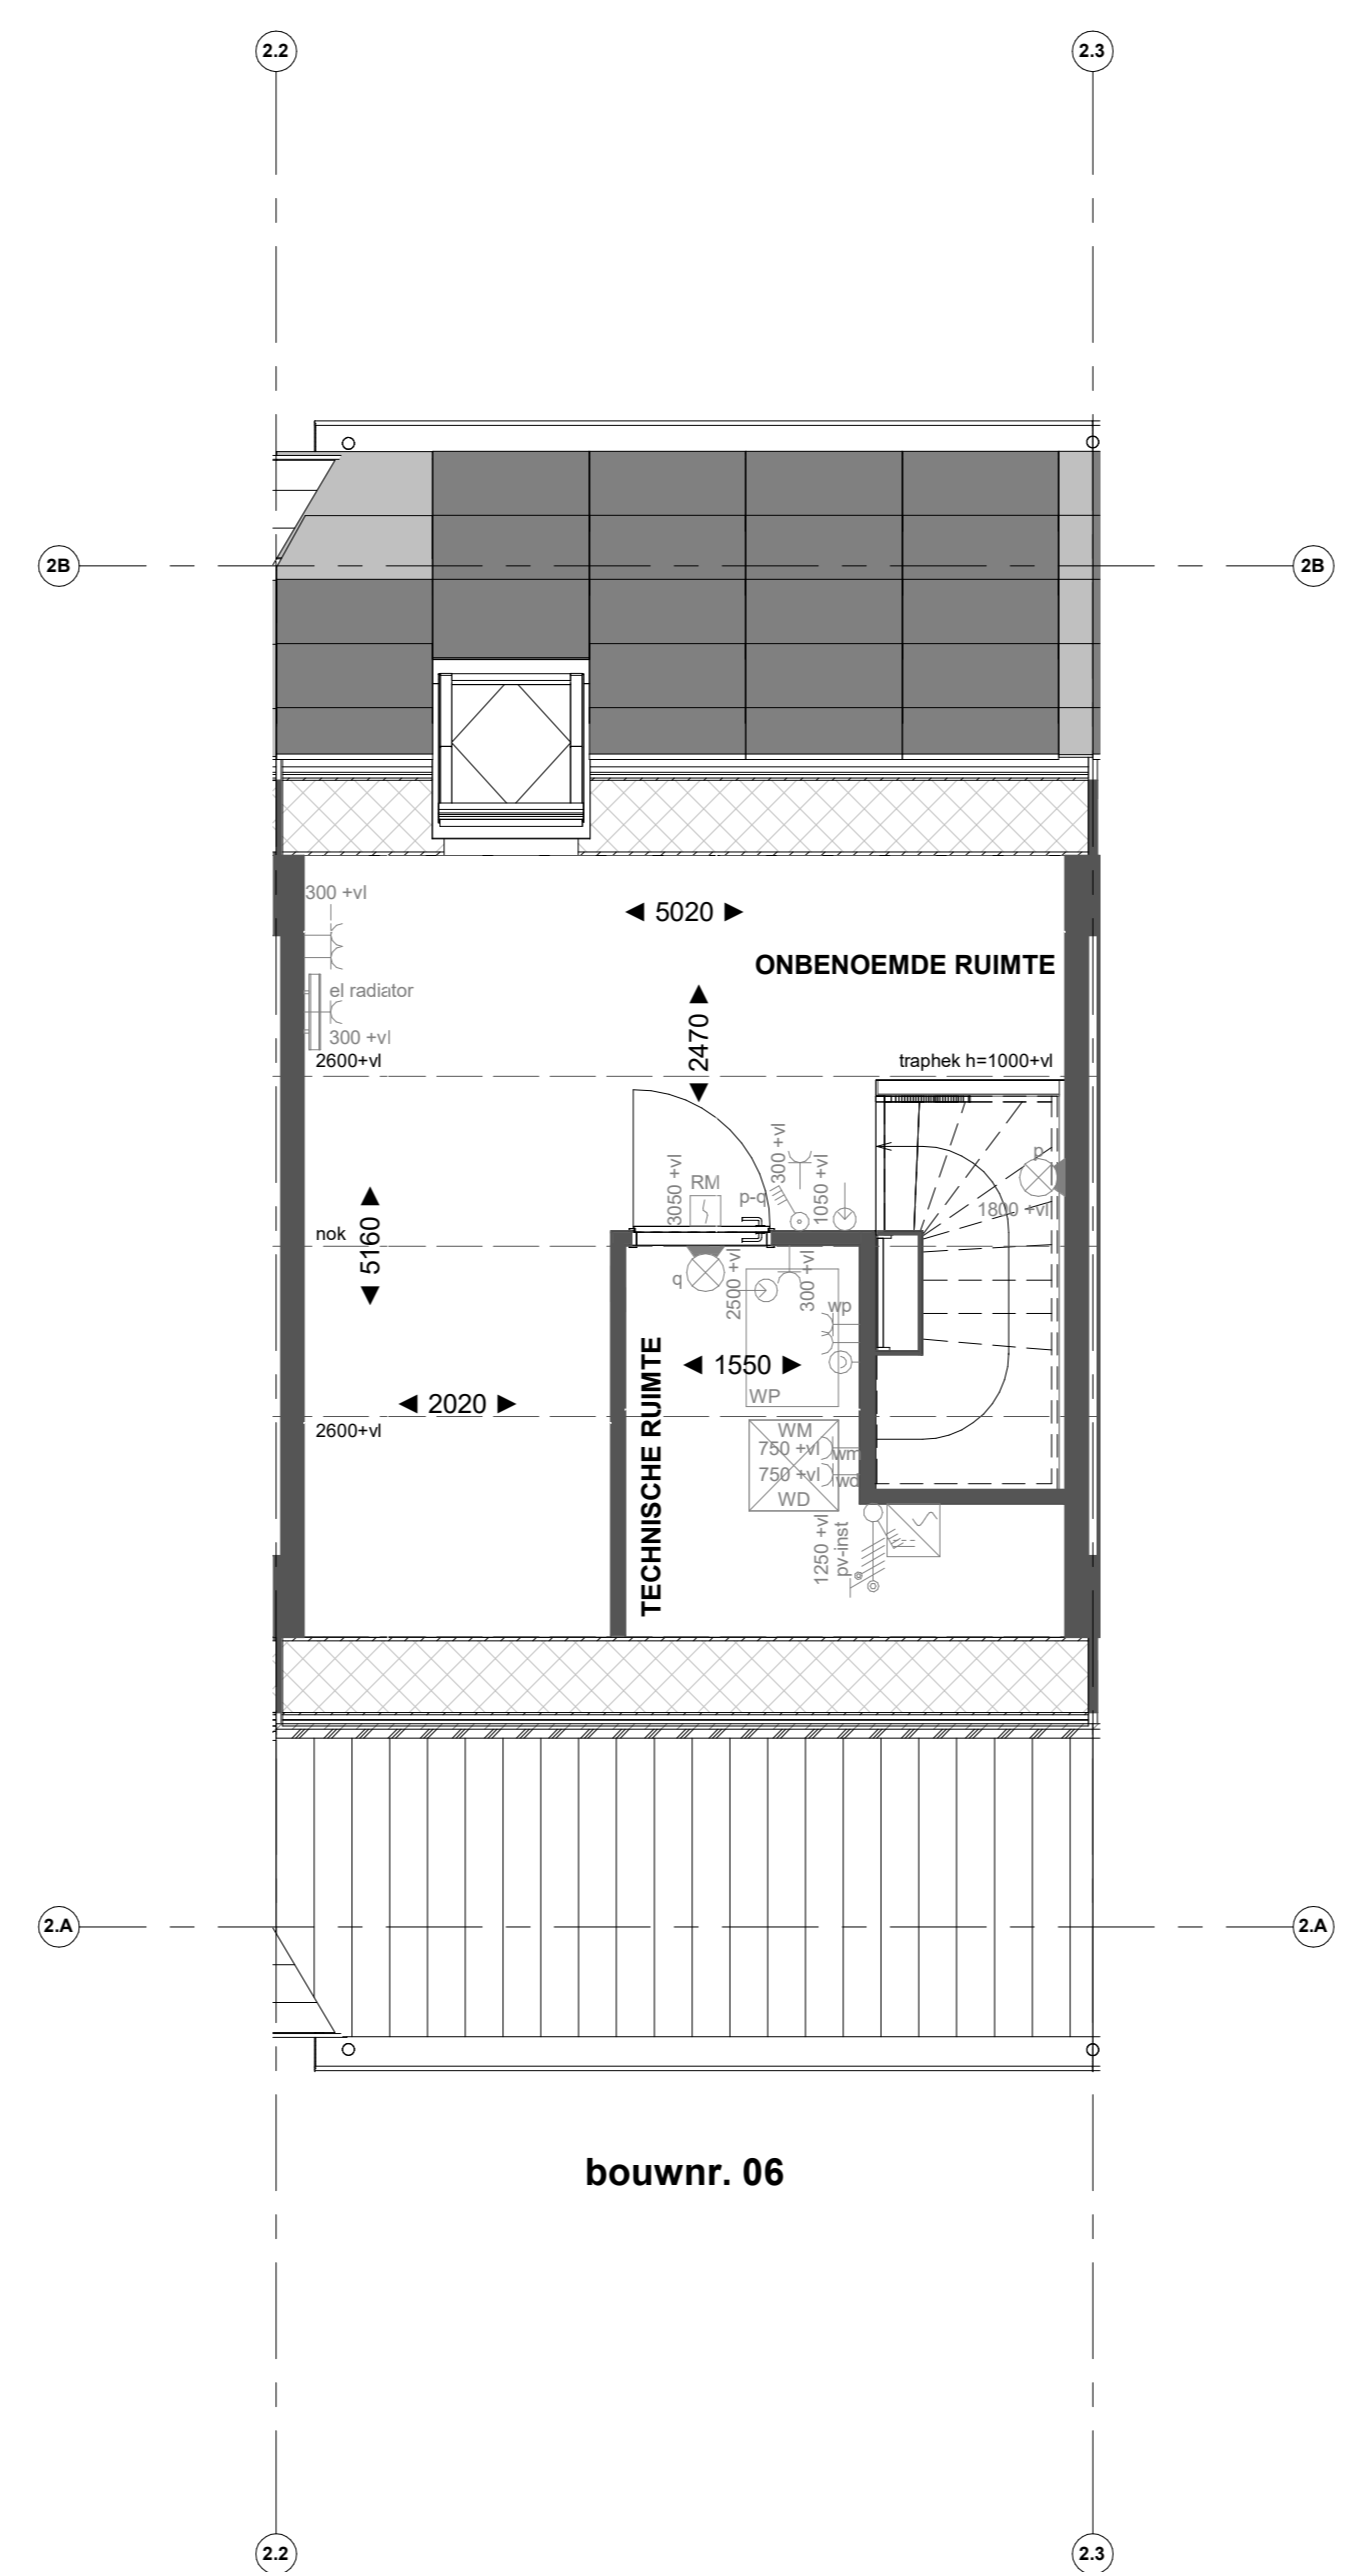 2.2
2.3
2B
2B
300 +vl
5020
ONBENOEMDE RUIMTE
el radiator
300 +vl
2470
2600+vl
traphek h=1000+vl
3050 +vl
RM
p-q
300 +vl
1050 +vl
p
1800 +vl
nok
5160
q
2500 +vl
300 +vl
wp
TECHNISCHE RUIMTE
1550
WP
2020
2600+vl
WM
750 +vl
wm
750 +vl
wd
WD
1250 +vl
pv-inst
2.A
2.A
bouwnr. 06
2.2
2.3